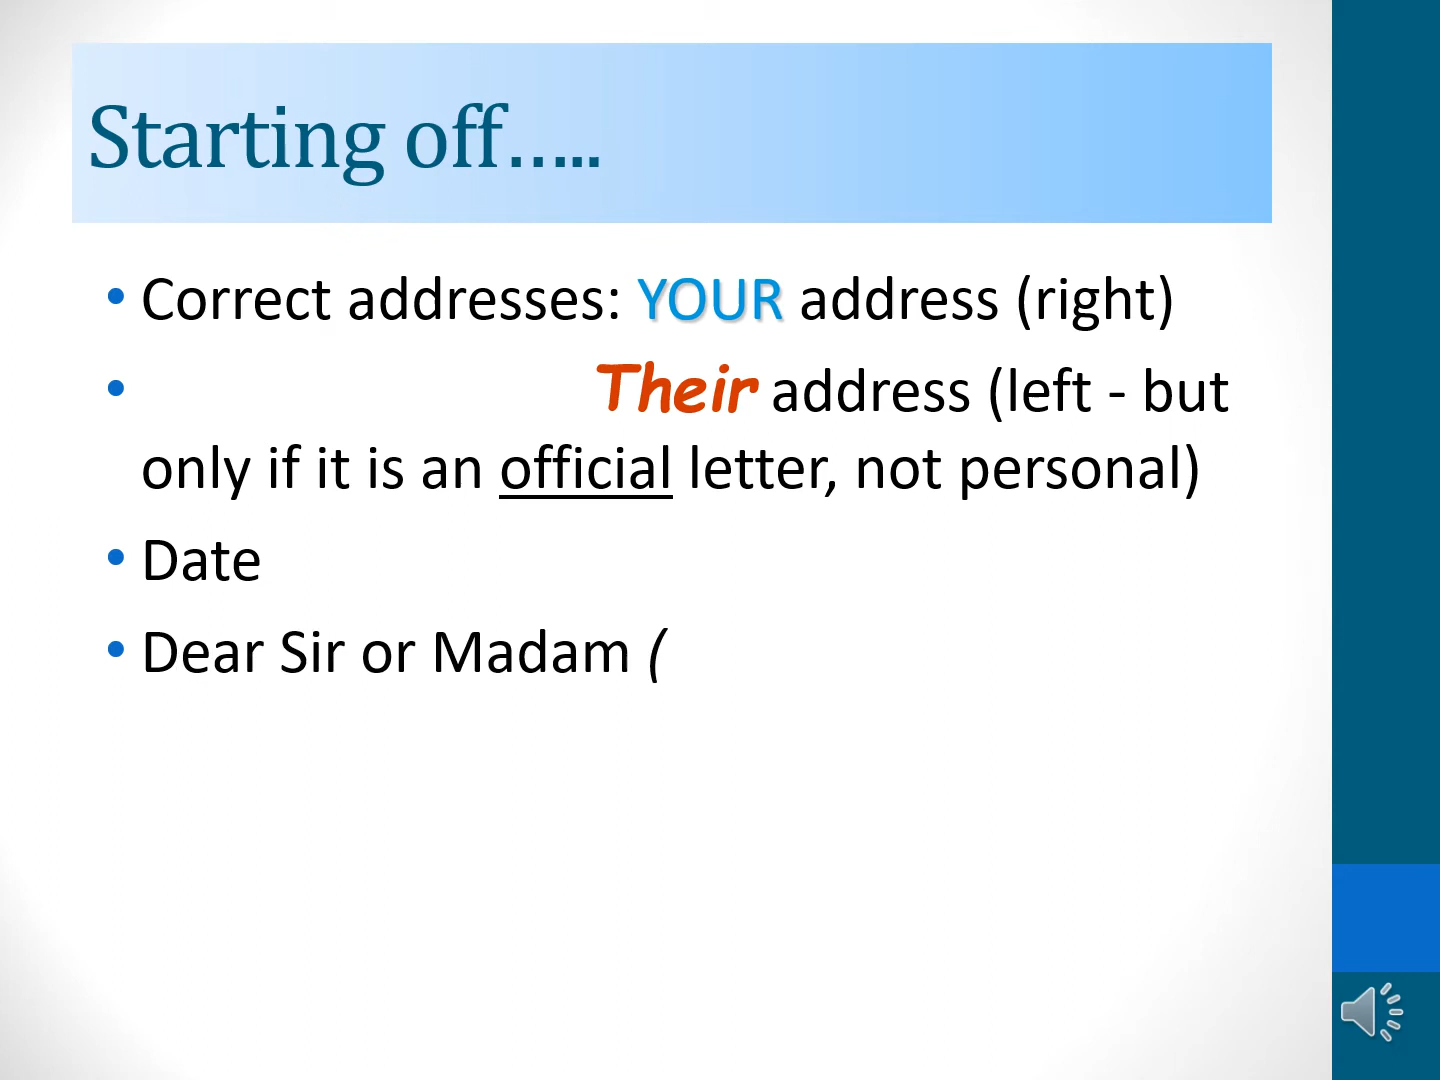 Starting off…..
• Correct addresses: YOUR address (right)
• Their address (left - but
only if it is an official letter, not personal)
• Date
• Dear Sir or Madam (